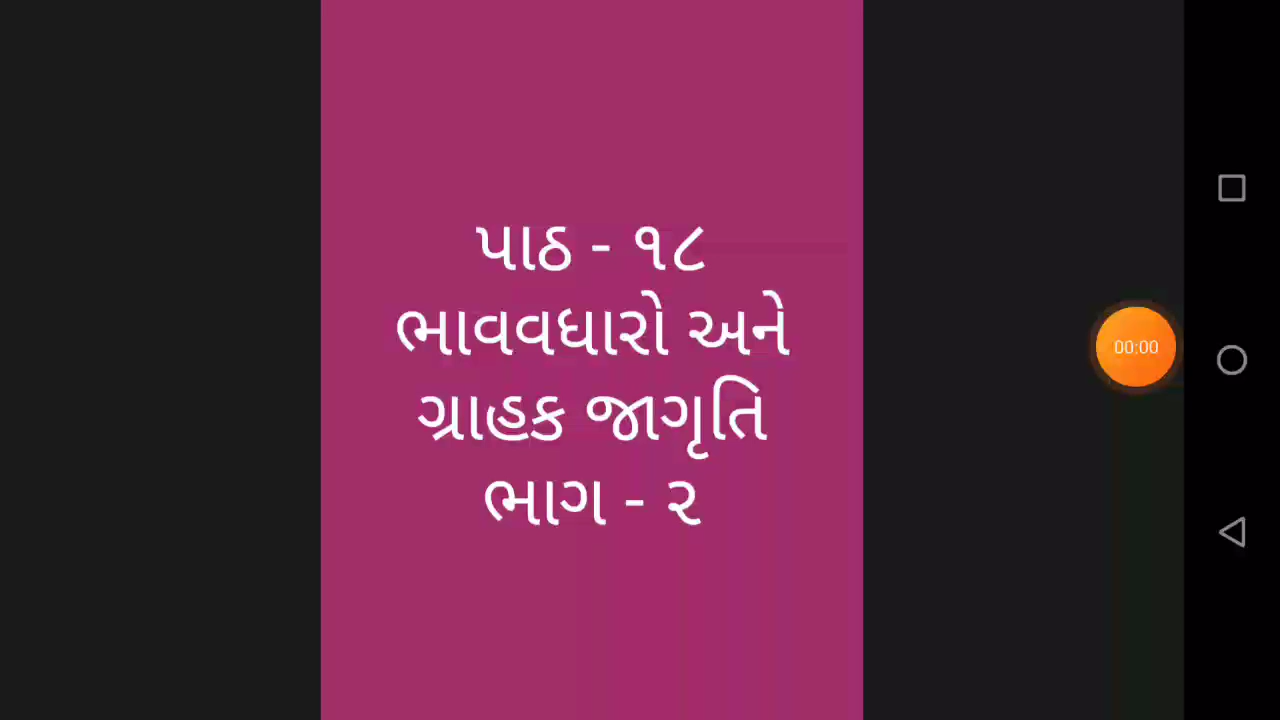 પાઠ - ૧૮
ભાવવધારો અને
ગ્રાહક જાગૃતિ
ભાગ - ૨
00:00